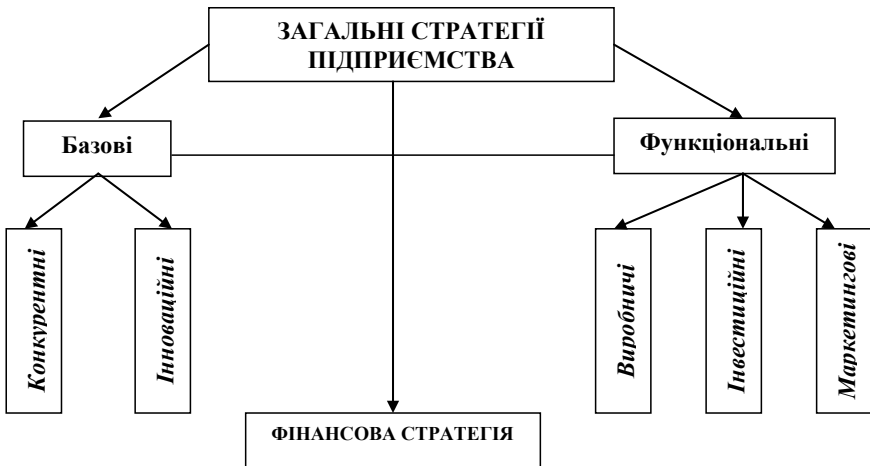 ЗАГАЛЬНІ СТРАТЕГІЇ
ПІДПРИЄМСТВА
Базові
Функціональні
Конкурентні
Інноваційні
Виробничі
Інвестиційні
Маркетингові
ФІНАНСОВА СТРАТЕГІЯ